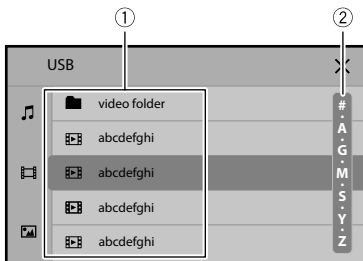 1 2
USB
video folder
abcdefghi
abcdefghi
abcdefghi
abcdefghi
#
·
A
·
G
·
M
·
S
·
Y
·
Z